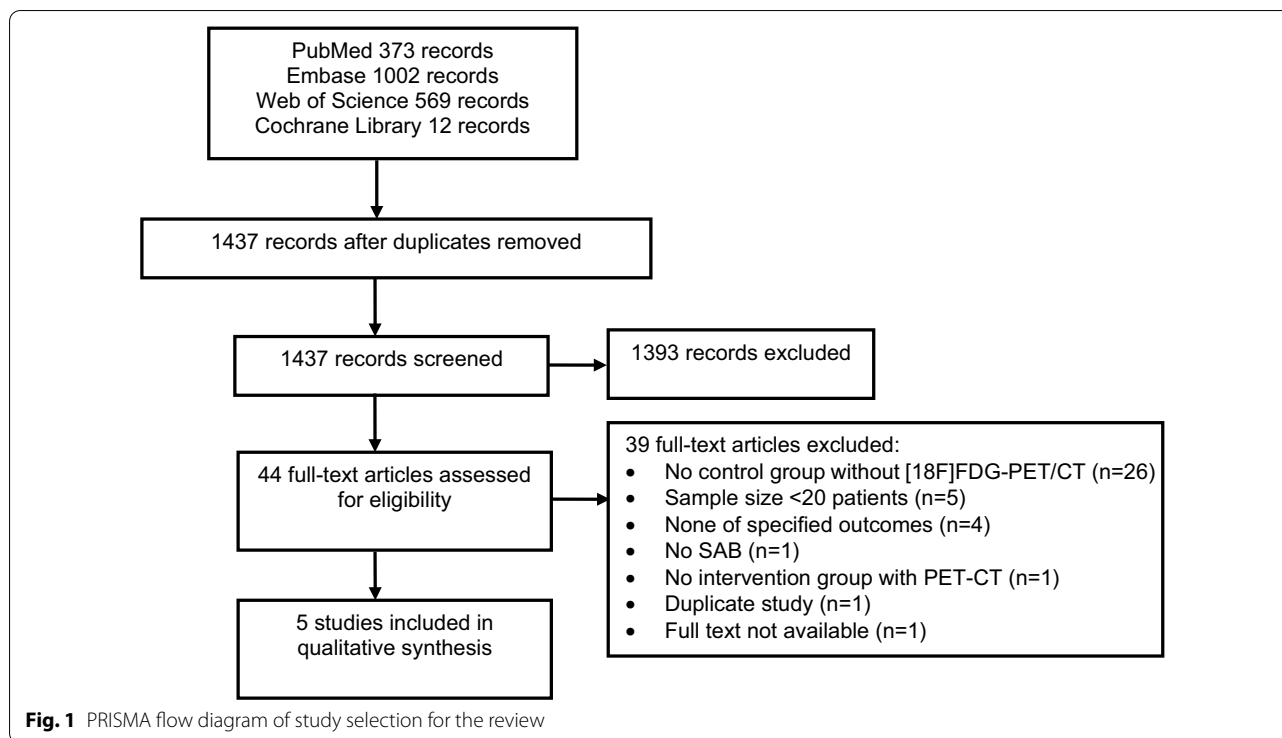 PubMed 373 records
Embase 1002 records
Web of Science 569 records
Cochrane Library 12 records
1437 records after duplicates removed
1437 records screened
1393 records excluded
44 full-text articles assessed
for eligibility
39 full-text articles excluded:
• No control group without [18F]FDG-PET/CT (n=26)
• Sample size <20 patients (n=5)
• None of specified outcomes (n=4)
• No SAB (n=1)
• No intervention group with PET-CT (n=1)
• Duplicate study (n=1)
• Full text not available (n=1)
5 studies included in
qualitative synthesis
Fig. 1 PRISMA flow diagram of study selection for the review